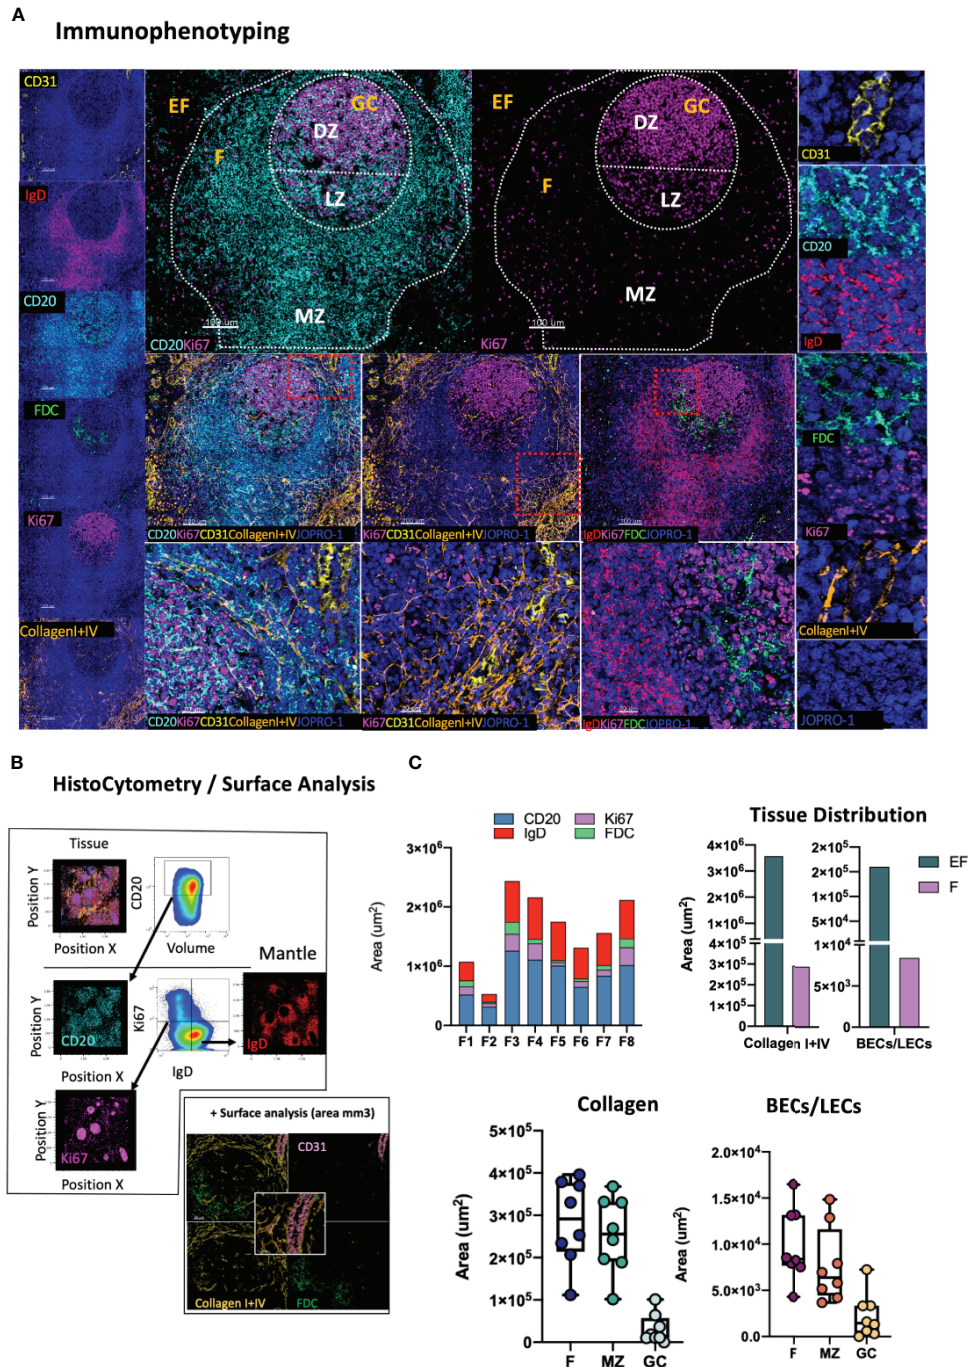 A
Immunophenotyping
CD31
IgD
CD20
FDC
Ki67
CollagenI+IV
EF
F
GC
DZ
LZ
MZ
100 um
CD20Ki67
EF
F
GC
DZ
LZ
MZ
100 um
Ki67
CD31
CD20
IgD
FDC
Ki67
CollagenI+IV
JOPRO-1
CD20Ki67CD31CollagenI+IVJOPRO-1
Ki67CD31CollagenI+IVJOPRO-1
IgDKi67FDCJOPRO-1
CD20Ki67CD31CollagenI+IVJOPRO-1
Ki67CD31CollagenI+IVJOPRO-1
IgDKi67FDCJOPRO-1
B
HistoCytometry / Surface Analysis
Tissue
Position Y
Position X
CD20
Volume
Mantle
Position Y
CD20
Position X
Ki67
IgD
IgD
Position X
Position Y
Ki67
Position X
+ Surface analysis (area mm3)
CD31
Collagen I+IV
FDC
C
CD20
Ki67
IgD
FDC
Area (um²)
3×10⁶
2×10⁶
1×10⁶
0
F1 F2 F3 F4 F5 F6 F7 F8
Tissue Distribution
EF
F
Area (um²)
4×10⁶
3×10⁶
2×10⁶
1×10⁶
4×10⁵
3×10⁵
2×10⁵
1×10⁵
0
Collagen I+IV
2×10⁵
2×10⁵
1×10⁵
5×10⁴
1×10⁴
5×10³
0
BECs/LECs
Collagen
Area (um²)
5×10⁵
4×10⁵
3×10⁵
2×10⁵
1×10⁵
0
F MZ GC
BECs/LECs
Area (um²)
2.0×10⁴
1.5×10⁴
1.0×10⁴
5.0×10³
0.0
F MZ GC